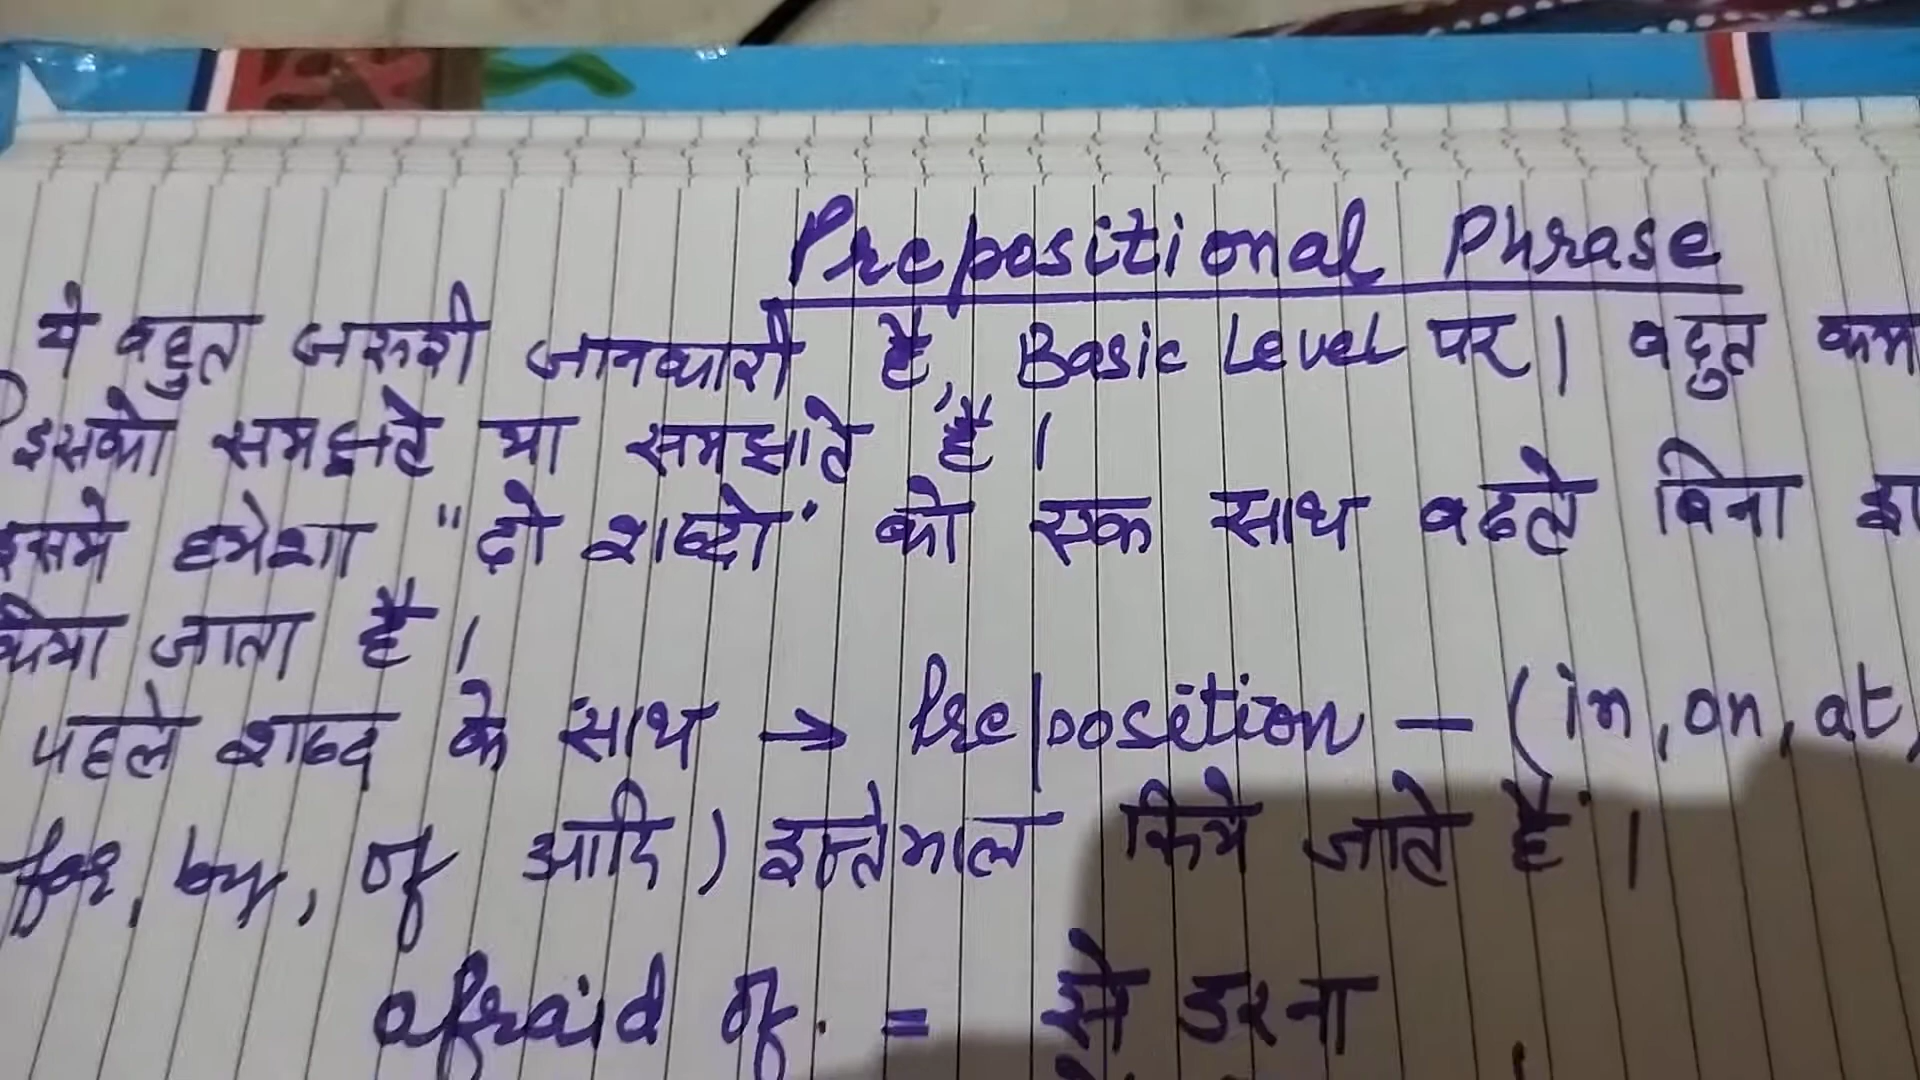 Prepositional Phrase
ये बहुत जरुरी जानकारी है, Basic Level पर। बहुत कम
इसको समझते या समझाते हैं।
इसमे हमेशा "दो शब्दो" को एक साथ बदले बिना
किया जाता है।
पहले शब्द के साथ → Preposition — (in, on, at,
for, by, of आदि) इस्तेमाल किये जाते है।
afraid of = से डरना